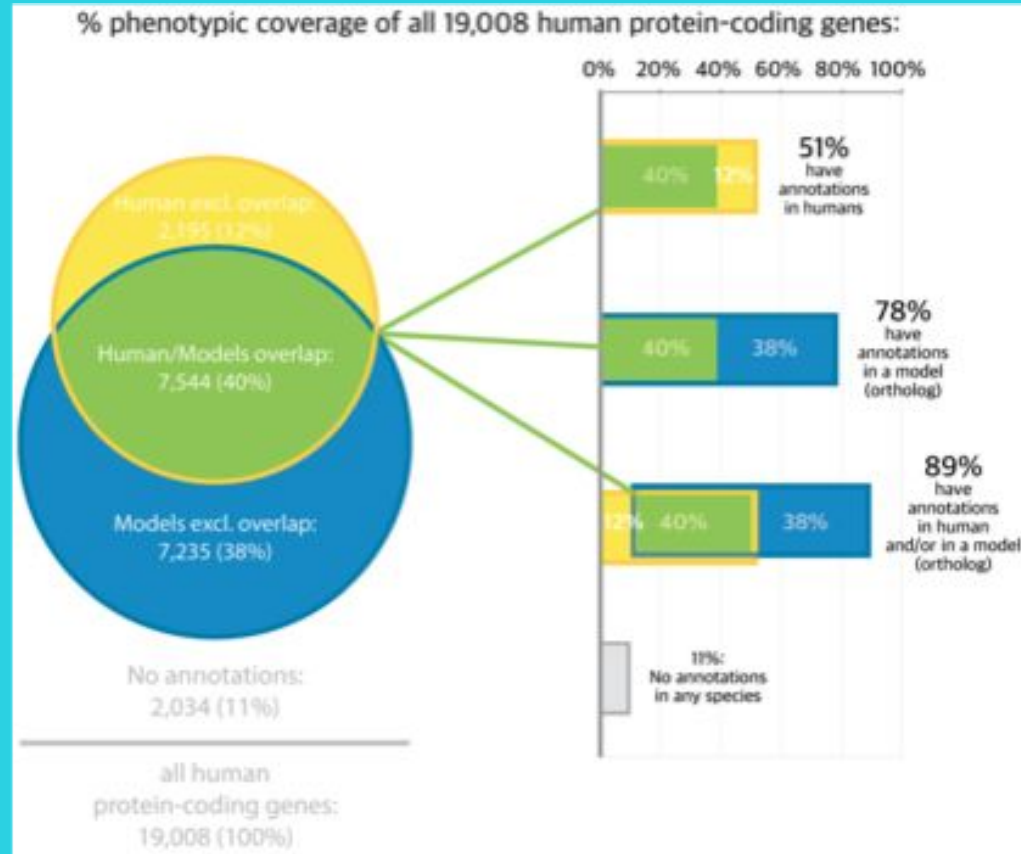 % phenotypic coverage of all 19,008 human protein-coding genes:
0% 20% 40% 60% 80% 100%
Human excl. overlap:
2,195 (12%)
Human/Models overlap:
7,544 (40%)
Models excl. overlap:
7,235 (38%)
No annotations:
2,034 (11%)
all human
protein-coding genes:
19,008 (100%)
40% 12%
51%
have
annotations
in humans
40% 38%
78%
have
annotations
in a model
(ortholog)
12% 40% 38%
89%
have
annotations
in human
and/or in a model
(ortholog)
11%:
No annotations
in any species